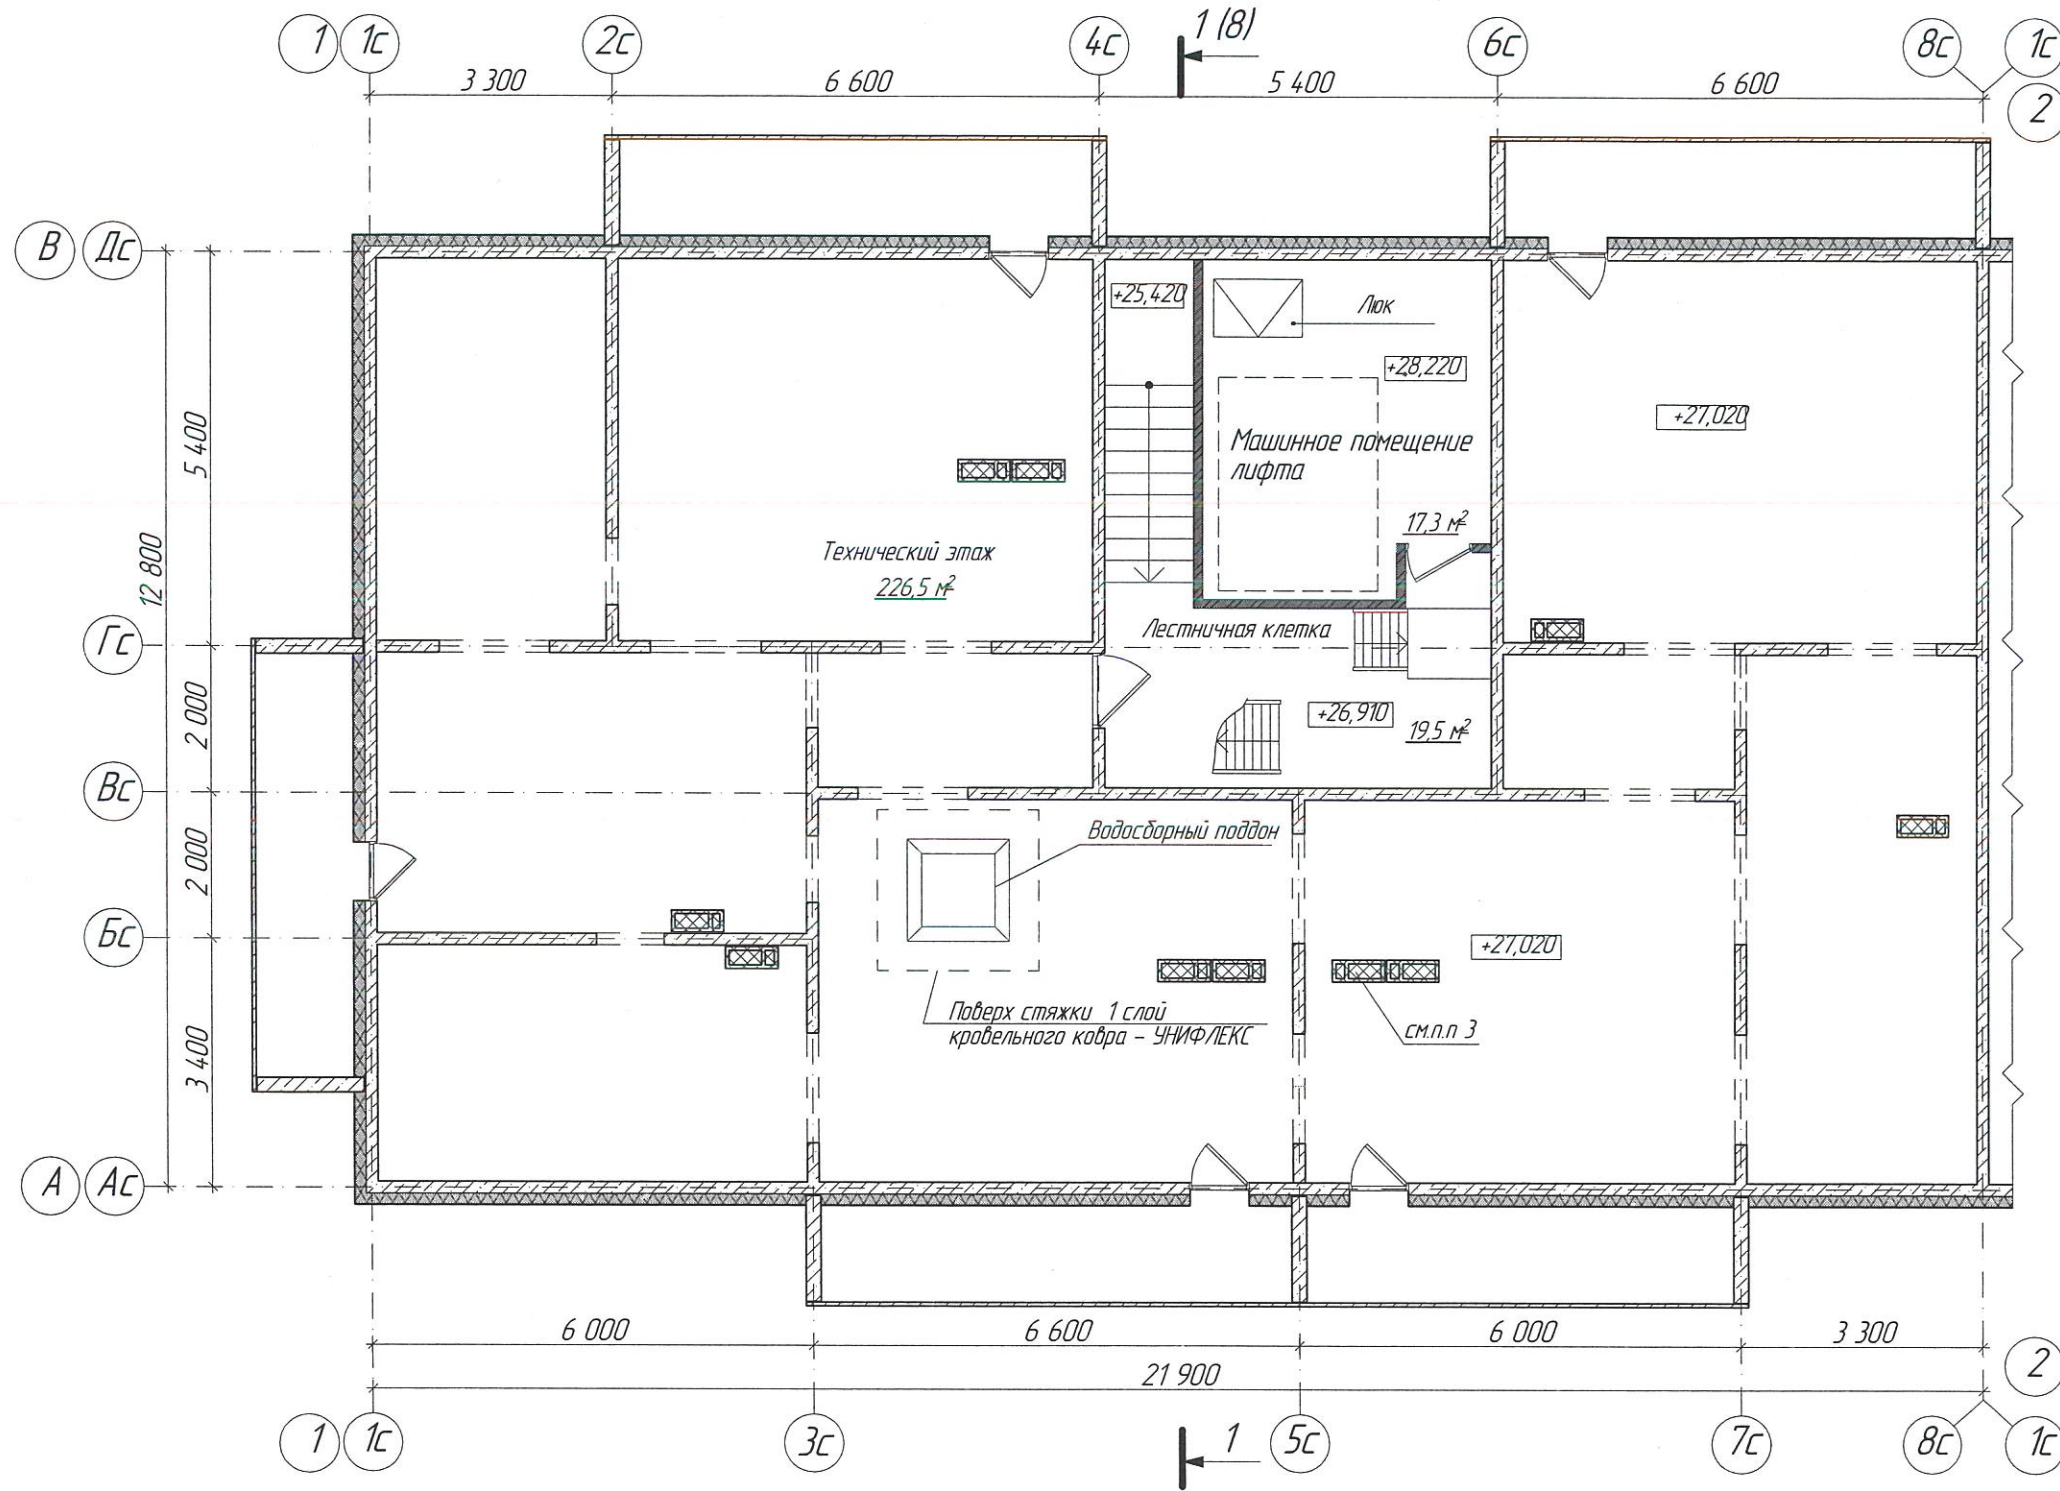 1 1с 2с 4с 1 (8) 6с 8с 1с
2
3 300 6 600 5 400 6 600
В Дс
+25,420
Люк
+28,220
+27,020
Машинное помещение
лифта
5 400
17,3 м²
Технический этаж
226,5 м²
12 800
Гс
Лестничная клетка
2 000
+26,910
19,5 м²
Вс
Водосборный поддон
2 000
Бс
+27,020
Поверх стяжки 1 слой
кровельного ковра – УНИФЛЕКС
см.п.п 3
3 400
А Ас
6 000 6 600 6 000 3 300
21 900
2
1 1с 3с 1 5с 7с 8с 1с